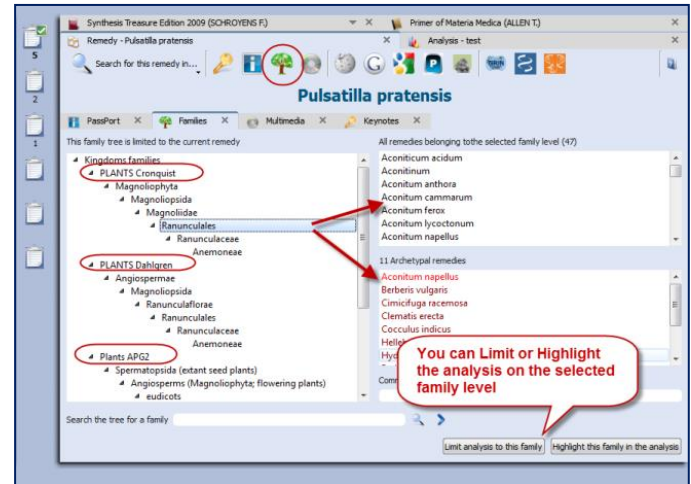 Synthesis Treasure Edition 2009 (SCHROYENS F.)
Primer of Materia Medica (ALLEN T.)
Remedy - Pulsatilla pratensis
Analysis - test
5
2
1
Search for this remedy in...
Pulsatilla pratensis
PassPort
Families
Multimedia
Keynotes
This family tree is limited to the current remedy
Kingdoms families
PLANTS Cronquist
Magnoliophyta
Magnoliopsida
Magnoliidae
Ranunculales
Ranunculaceae
Anemoneae
PLANTS Dahlgren
Angiospermae
Magnoliopsida
Ranunculiflorae
Ranunculales
Ranunculaceae
Anemoneae
Plants APG2
Spermatopsida (extant seed plants)
Angiosperms (Magnoliophyta; flowering plants)
eudicots
All remedies belonging tothe selected family level (47)
Aconiticum acidum
Aconitinum
Aconitum anthora
Aconitum cammarum
Aconitum ferox
Aconitum lycoctonum
Aconitum napellus
11 Archetypal remedies
Aconitum napellus
Berberis vulgaris
Cimicifuga racemosa
Clematis erecta
Cocculus indicus
Helle
Hyd
You can Limit or Highlight
the analysis on the selected
family level
Com
Search the tree for a family
Limit analysis to this family
Highlight this family in the analysis